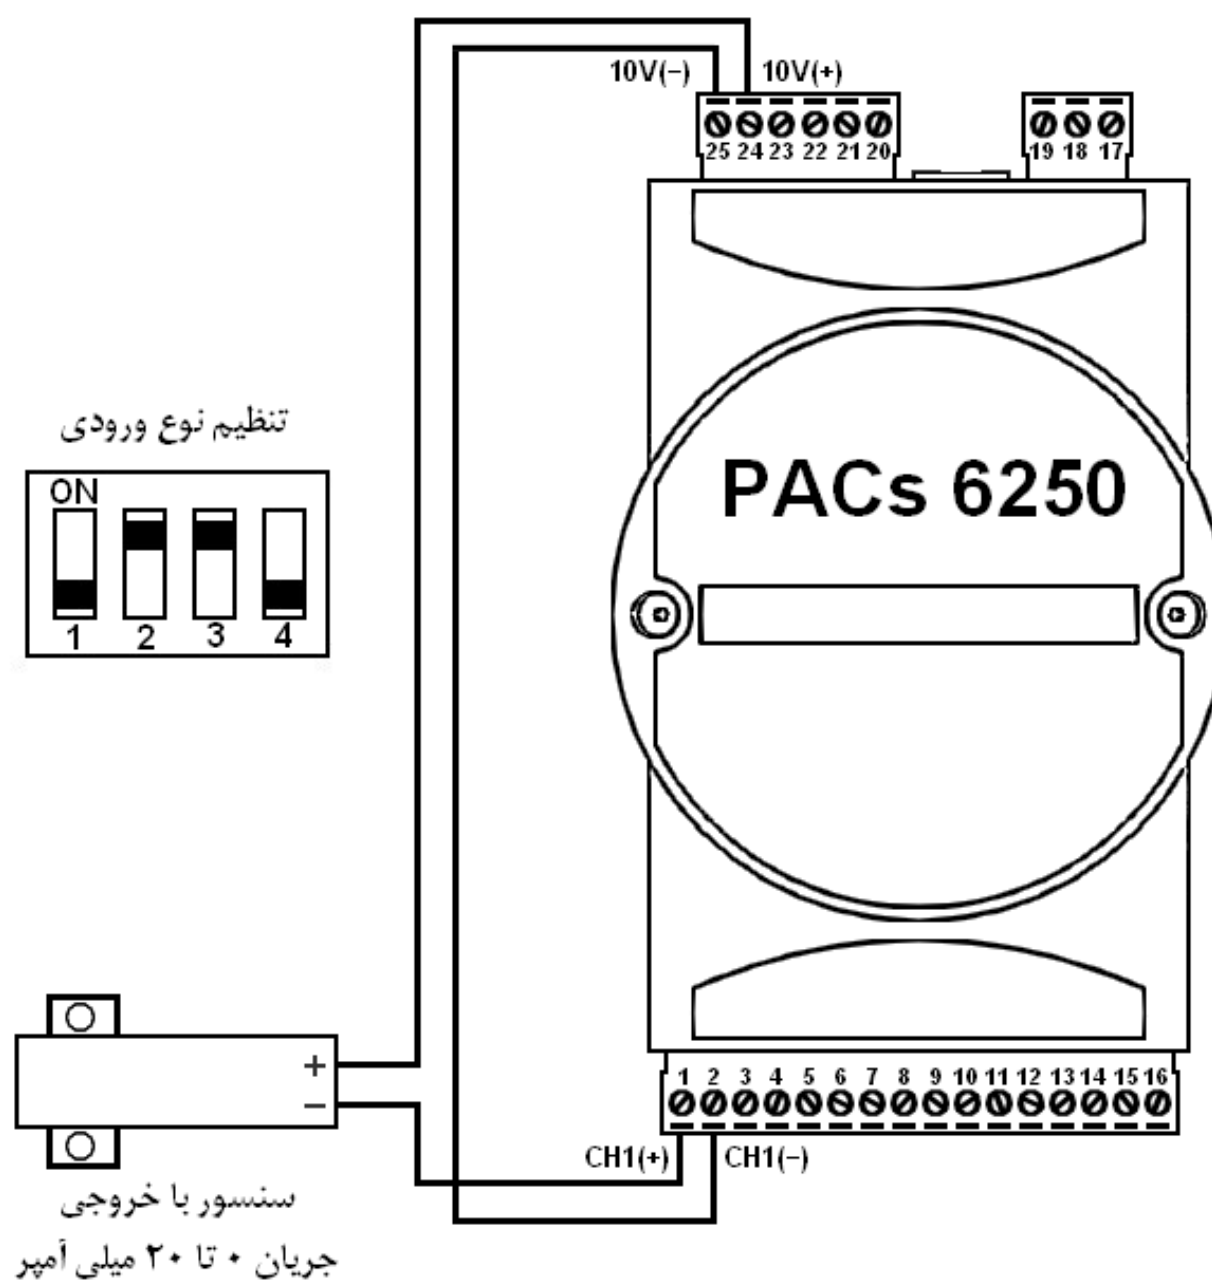 10V(−) 10V(+)
25 24 23 22 21 20
19 18 17
تنظیم نوع ورودی
ON
1 2 3 4
PACs 6250
+
−
1 2 3 4 5 6 7 8 9 10 11 12 13 14 15 16
CH1(+) CH1(−)
سنسور با خروجی
جریان ۰ تا ۲۰ میلی آمپر